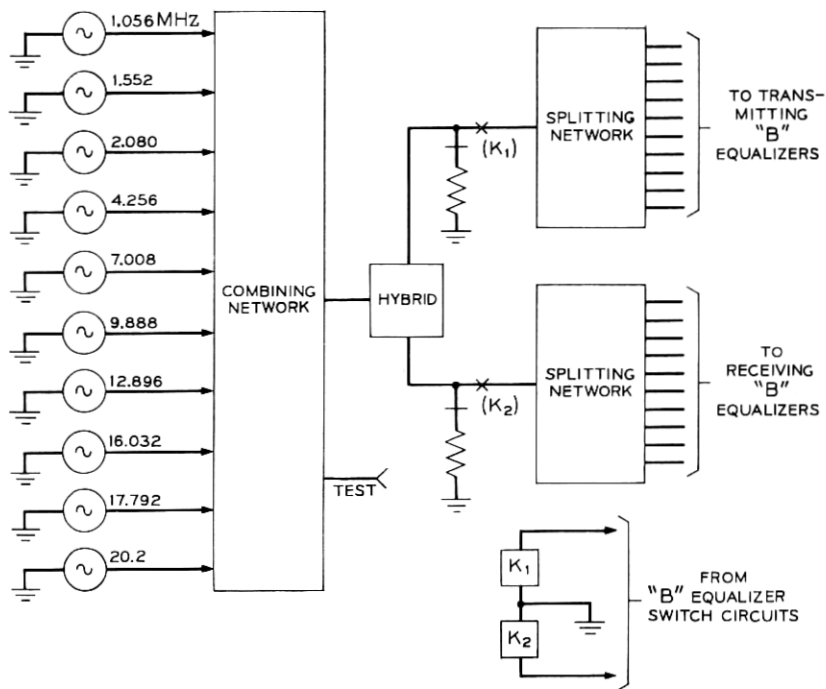 1.056 MHz
1.552
2.080
4.256
7.008
9.888
12.896
16.032
17.792
20.2
COMBINING
NETWORK
TEST
HYBRID
(K1)
(K2)
SPLITTING
NETWORK
TO TRANS-
MITTING
"B"
EQUALIZERS
SPLITTING
NETWORK
TO
RECEIVING
"B"
EQUALIZERS
K1
K2
FROM
"B" EQUALIZER
SWITCH CIRCUITS